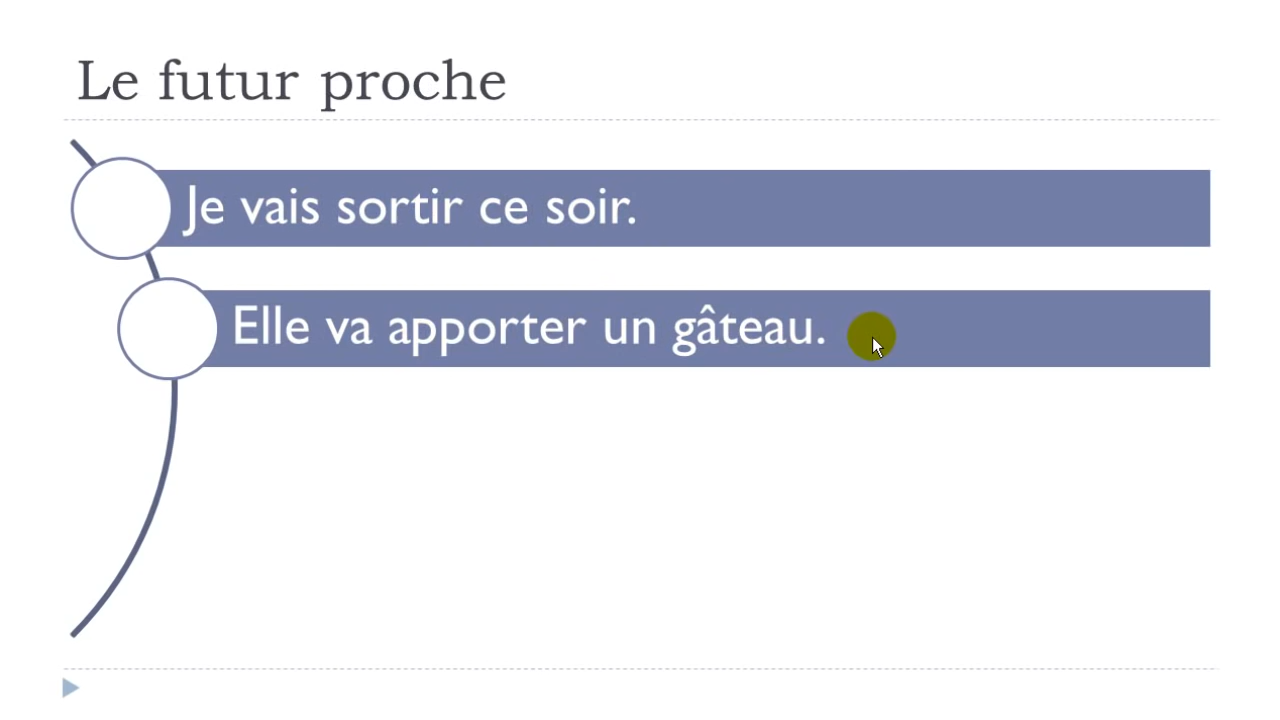 Le futur proche
Je vais sortir ce soir.
Elle va apporter un gâteau.